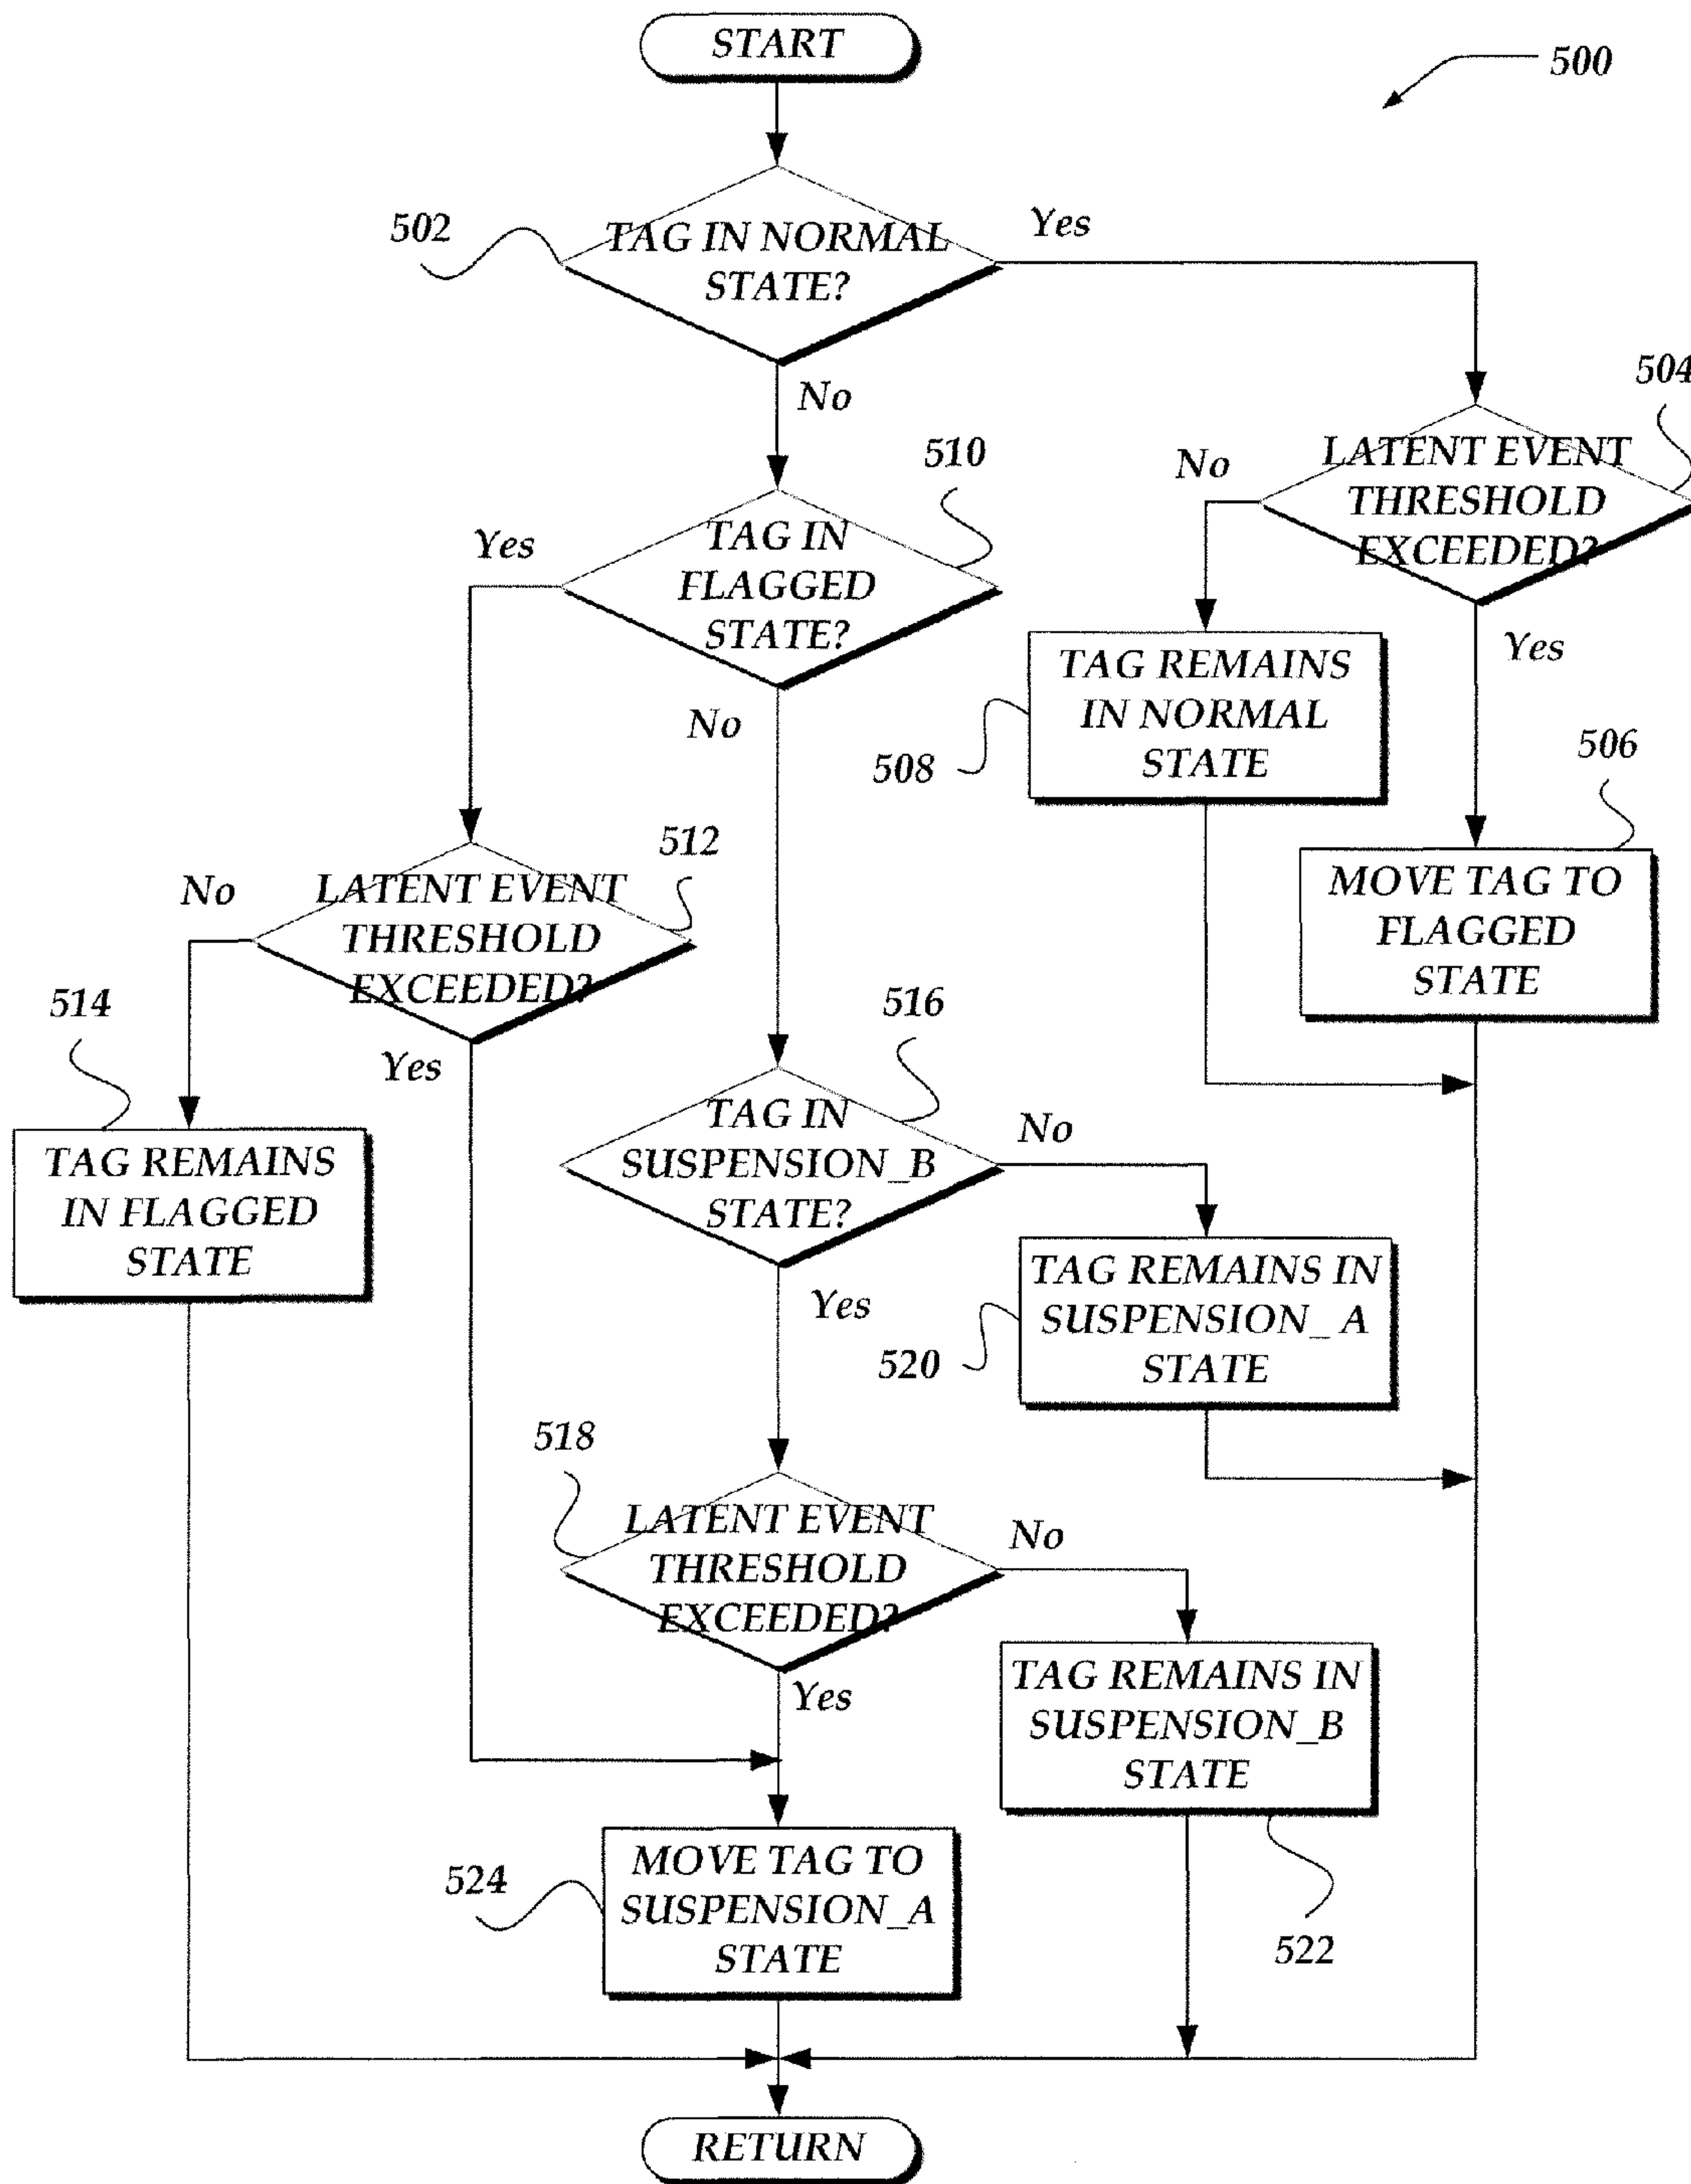 START
500
502
TAG IN NORMAL
STATE?
Yes
No
504
LATENT EVENT
THRESHOLD
EXCEEDED?
No
Yes
510
TAG IN
FLAGGED
STATE?
Yes
No
TAG REMAINS
IN NORMAL
STATE
508
506
MOVE TAG TO
FLAGGED
STATE
512
LATENT EVENT
THRESHOLD
EXCEEDED?
No
Yes
514
TAG REMAINS
IN FLAGGED
STATE
516
TAG IN
SUSPENSION_B
STATE?
No
Yes
TAG REMAINS IN
SUSPENSION_ A
STATE
520
518
LATENT EVENT
THRESHOLD
EXCEEDED?
No
Yes
TAG REMAINS IN
SUSPENSION_B
STATE
522
524
MOVE TAG TO
SUSPENSION_A
STATE
RETURN